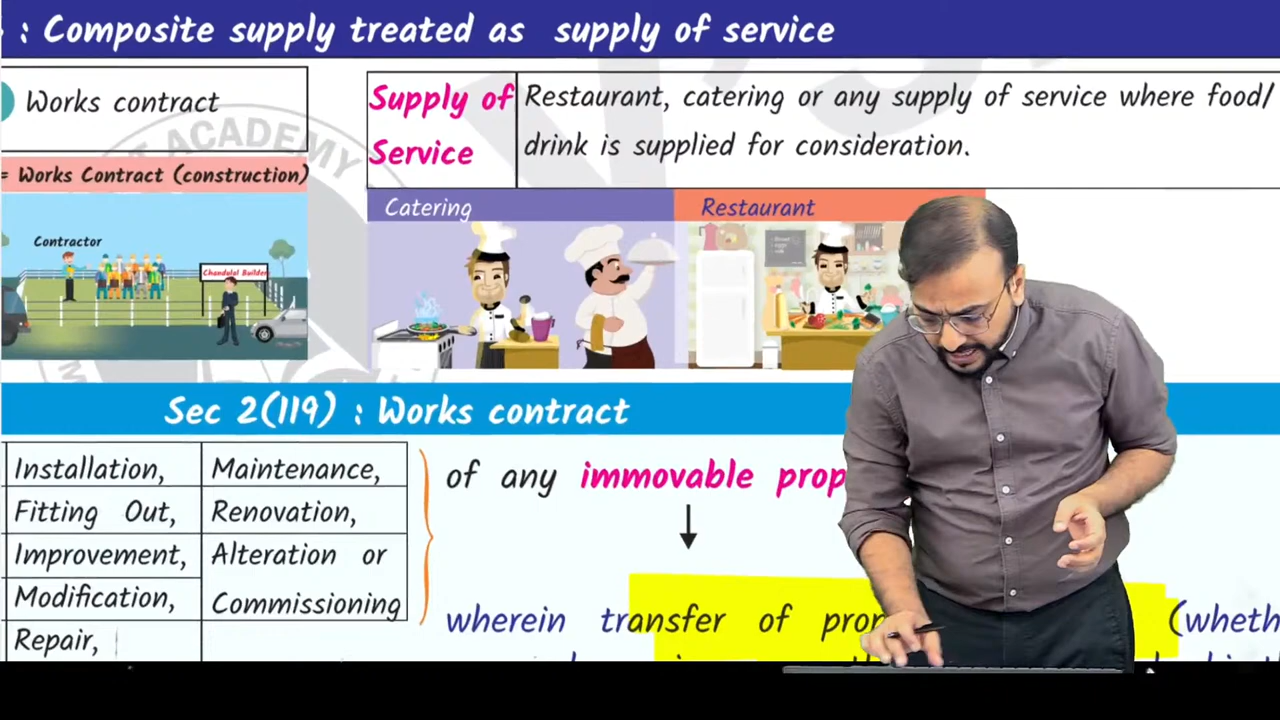 : Composite supply treated as supply of service
Works contract
= Works Contract (construction)
Contractor
Chandulal Builder
Supply of
Service
Restaurant, catering or any supply of service where food/
drink is supplied for consideration.
ACADEMY
Catering
Restaurant
Sec 2(119) : Works contract
Installation,
Maintenance,
Fitting Out,
Renovation,
Improvement,
Alteration or
Modification,
Commissioning
Repair,
of any immovable prop
wherein transfer of prop (wheth